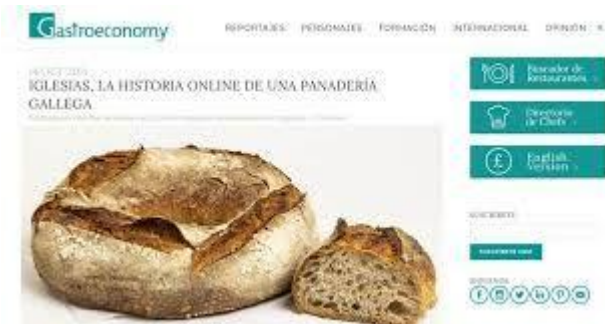 Gastroeconomy
REPORTAJES PERSONAJES FORMACIÓN INTERNACIONAL OPINIÓN
IGLESIAS, LA HISTORIA ONLINE DE UNA PANADERÍA
GALLEGA
Buscador de
Restaurantes
Directorio
de Chefs
English
Version
SUSCRÍBETE